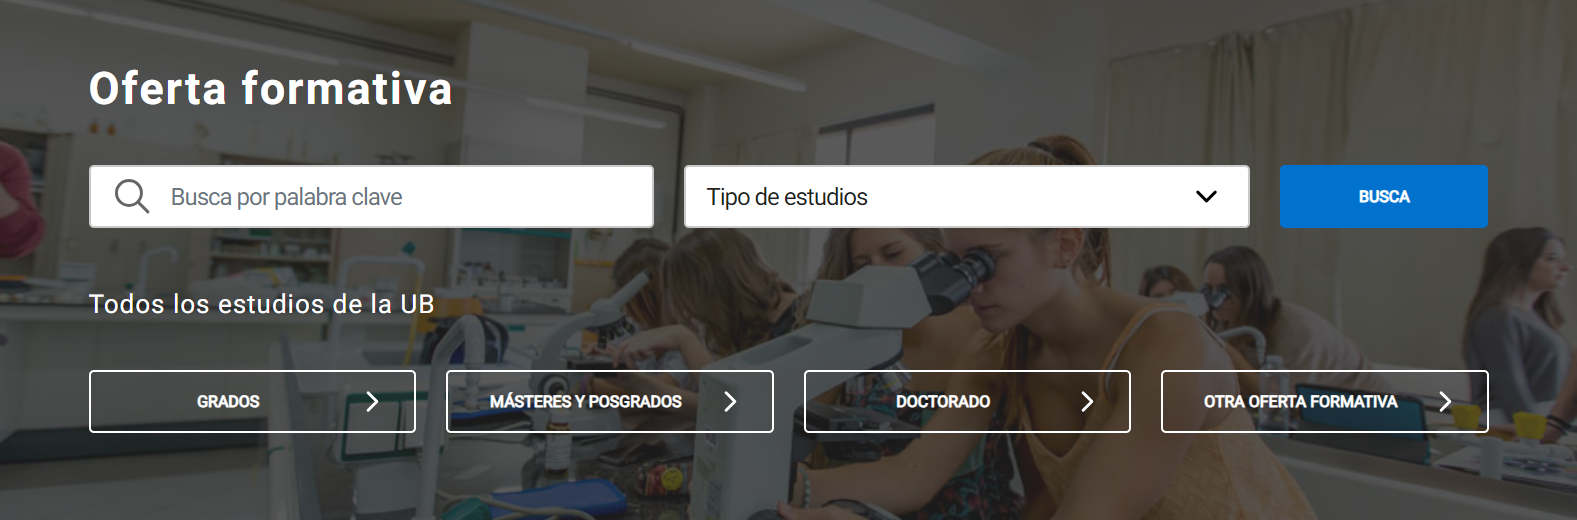 Oferta formativa
Busca por palabra clave
Tipo de estudios
BUSCA
Todos los estudios de la UB
GRADOS
MÁSTERES Y POSGRADOS
DOCTORADO
OTRA OFERTA FORMATIVA